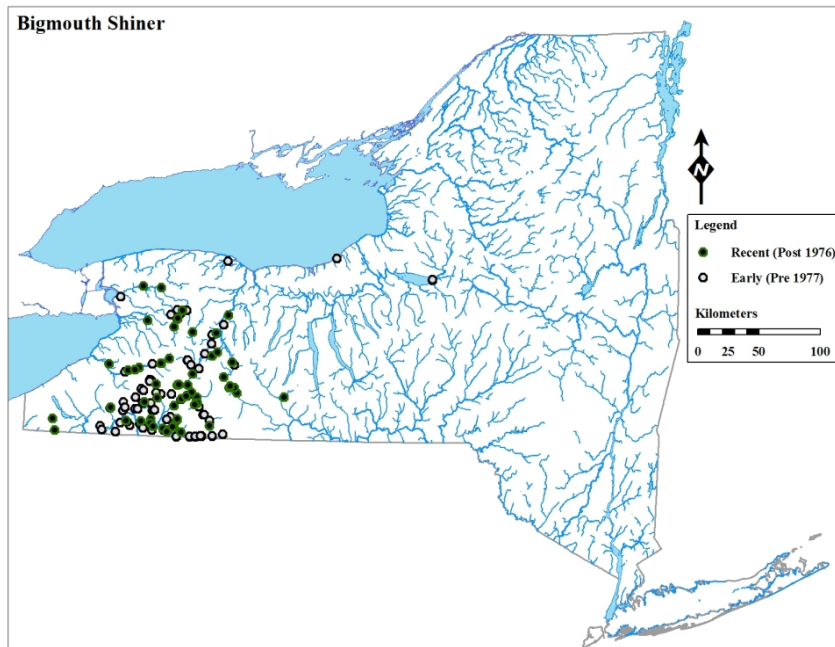 Bigmouth Shiner
N
Legend
Recent (Post 1976)
Early (Pre 1977)
Kilometers
0 25 50 100